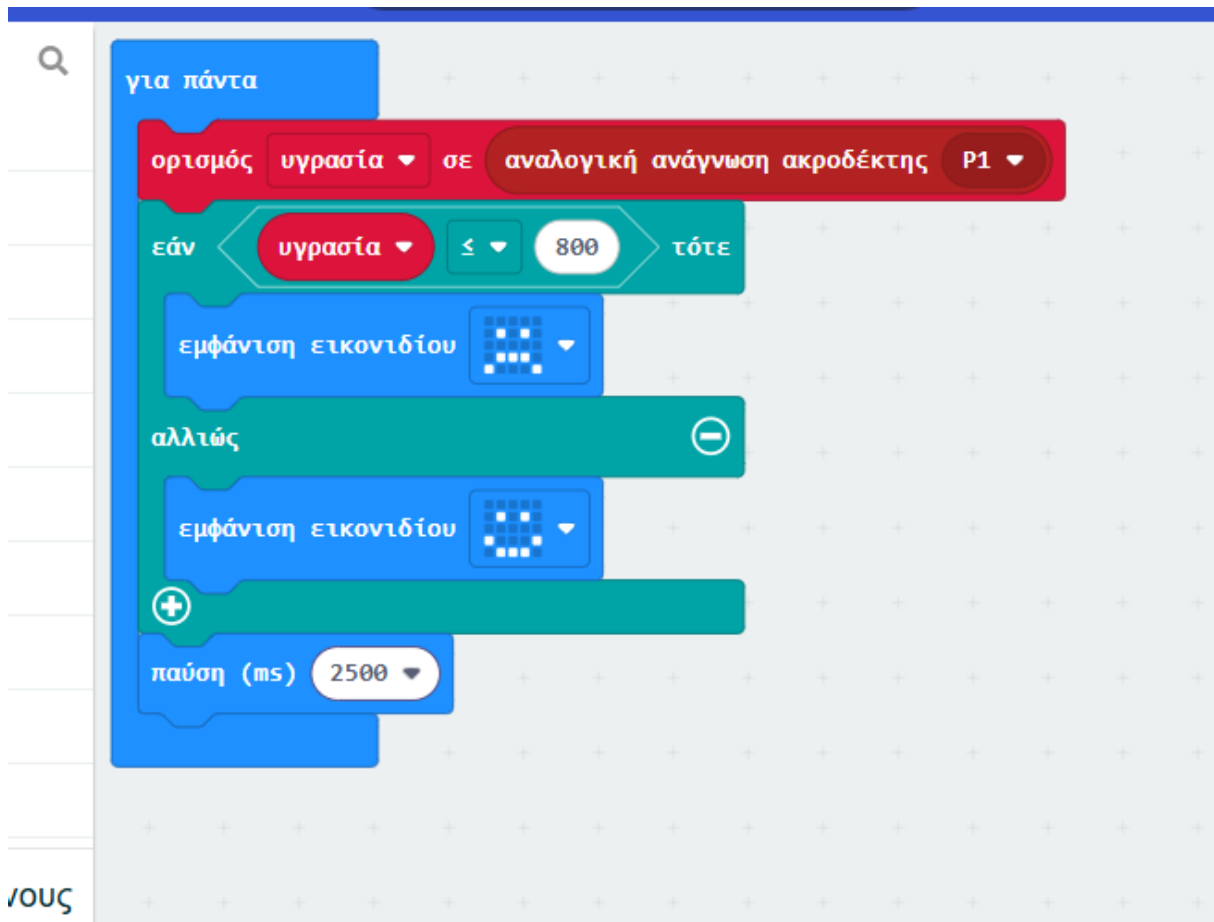 για πάντα
ορισμός υγρασία σε αναλογική ανάγνωση ακροδέκτης P1
εάν υγρασία ≤ 800 τότε
εμφάνιση εικονιδίου
αλλιώς
εμφάνιση εικονιδίου
παύση (ms) 2500
νους